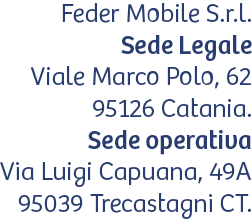 Feder Mobile S.r.l.
Sede Legale
Viale Marco Polo, 62
95126 Catania.
Sede operativa
Via Luigi Capuana, 49A
95039 Trecastagni CT.